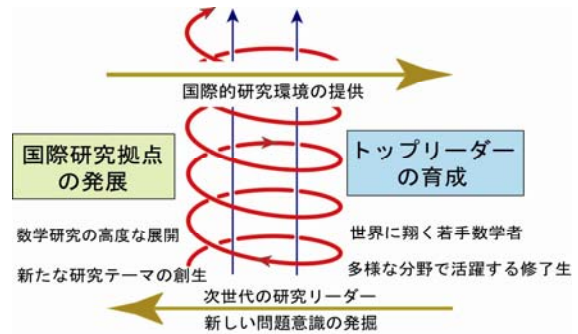 国際的研究環境の提供
国際研究拠点
の発展
トップリーダー
の育成
数学研究の高度な展開
新たな研究テーマの創生
世界に翔く若手数学者
多様な分野で活躍する修了生
次世代の研究リーダー
新しい問題意識の発掘